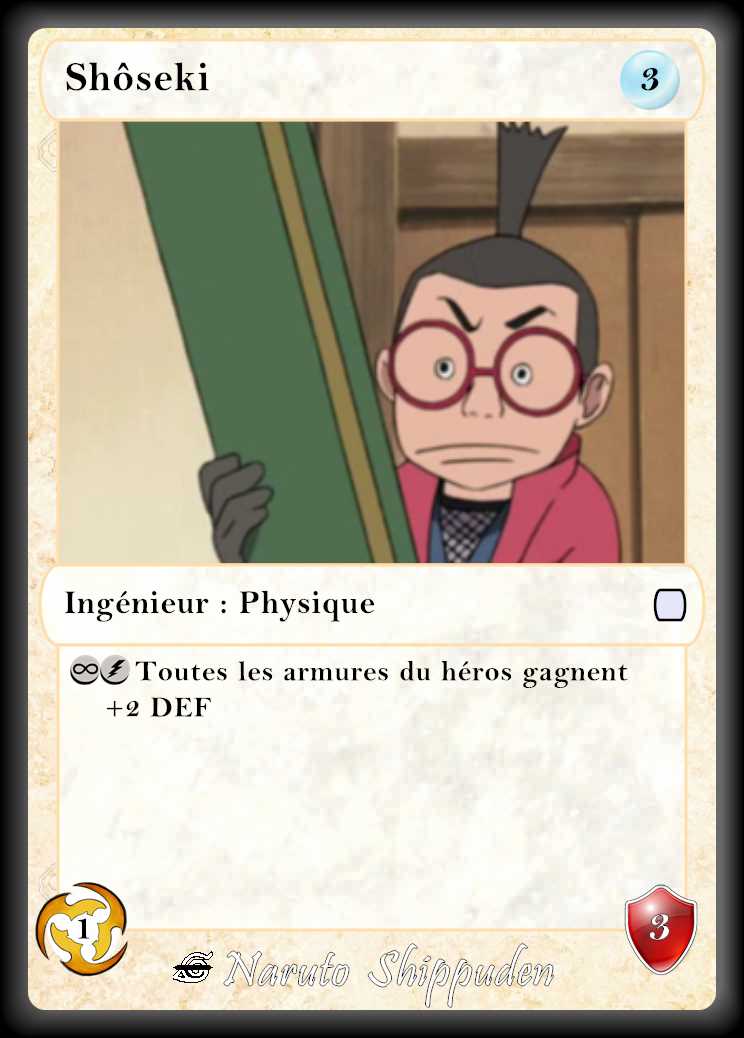 Shôseki
3
Ingénieur : Physique
Toutes les armures du héros gagnent
+2 DEF
1
3
Naruto Shippuden